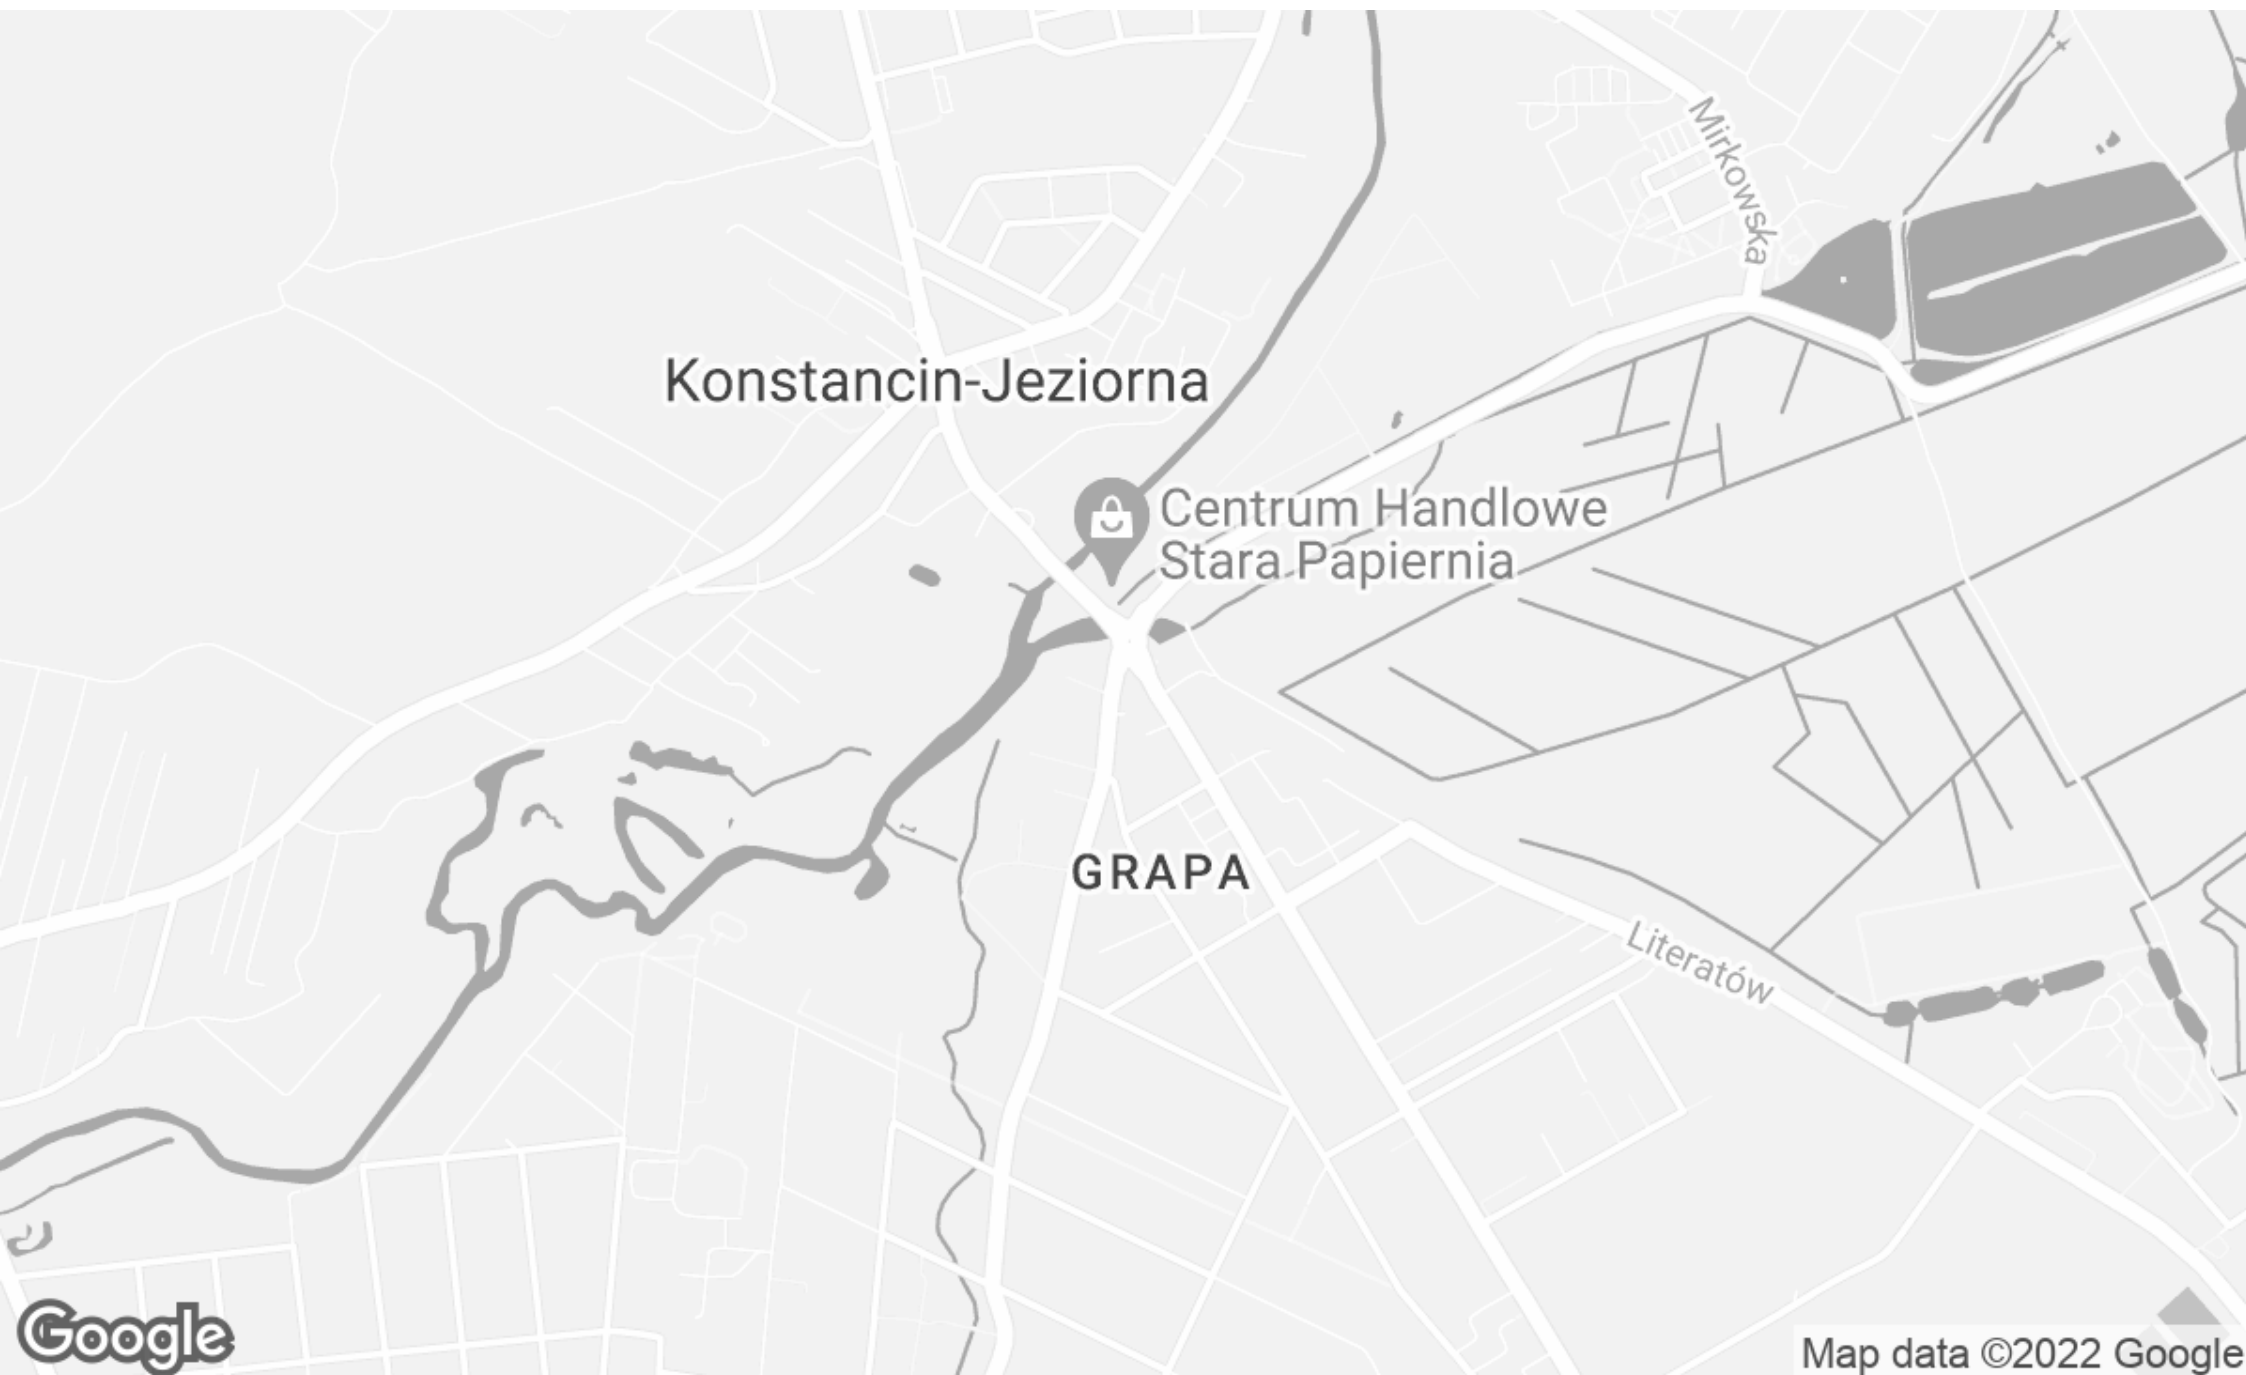 Mirkowska
Konstancin-Jeziorna
Centrum Handlowe
Stara Papiernia
GRAPA
Literatów
Google
Map data ©2022 Google